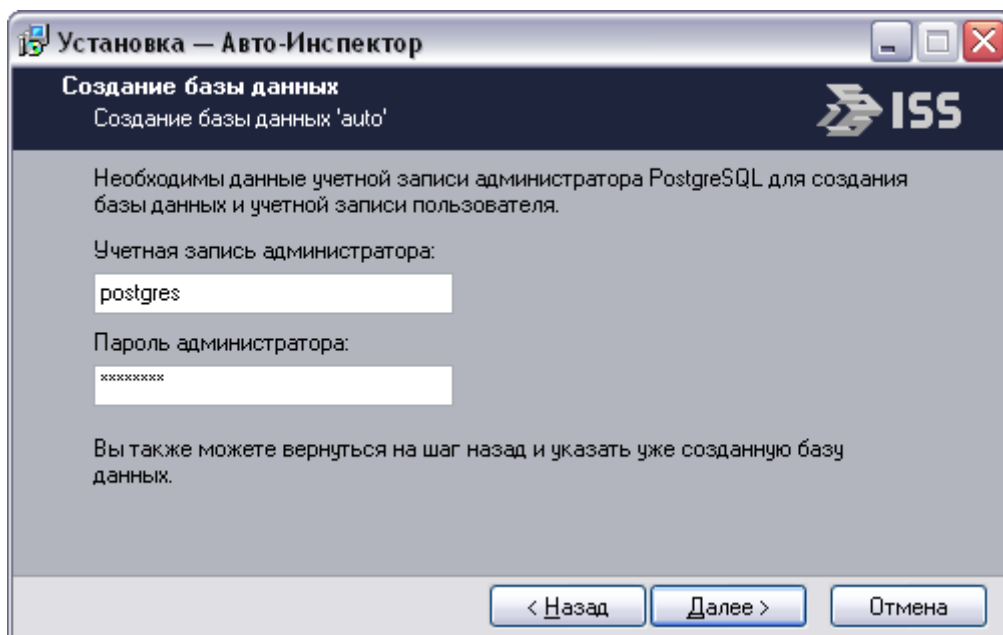 Установка — Авто-Инспектор
Создание базы данных
Создание базы данных 'auto'
ISS
Необходимы данные учетной записи администратора PostgreSQL для создания
базы данных и учетной записи пользователя.
Учетная запись администратора:
postgres
Пароль администратора:
××××××××
Вы также можете вернуться на шаг назад и указать уже созданную базу
данных.
< Назад
Далее >
Отмена